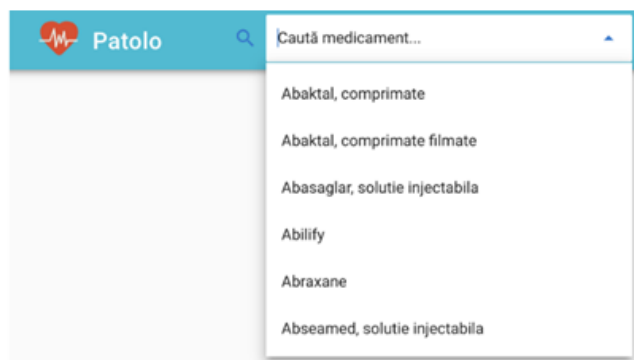 Patolo
Caută medicament...
Abaktal, comprimate
Abaktal, comprimate filmate
Abasaglar, solutie injectabila
Abilify
Abraxane
Abseamed, solutie injectabila